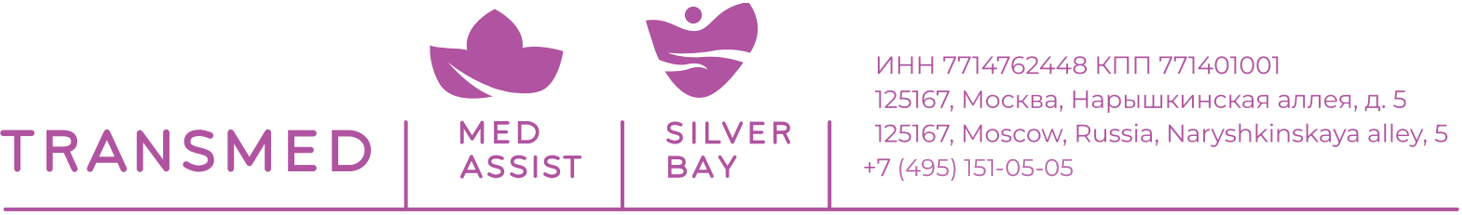 TRANSMED
MED
ASSIST
SILVER
BAY
ИНН 7714762448 КПП 771401001
125167, Москва, Нарышкинская аллея, д. 5
125167, Moscow, Russia, Naryshkinskaya alley, 5
+7 (495) 151-05-05